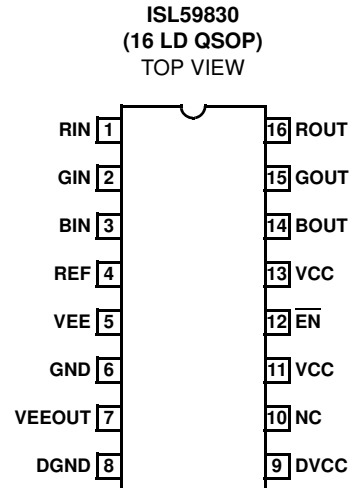 ISL59830
(16 LD QSOP)
TOP VIEW
RIN 1 16 ROUT
GIN 2 15 GOUT
BIN 3 14 BOUT
REF 4 13 VCC
VEE 5 12 EN
GND 6 11 VCC
VEEOUT 7 10 NC
DGND 8 9 DVCC